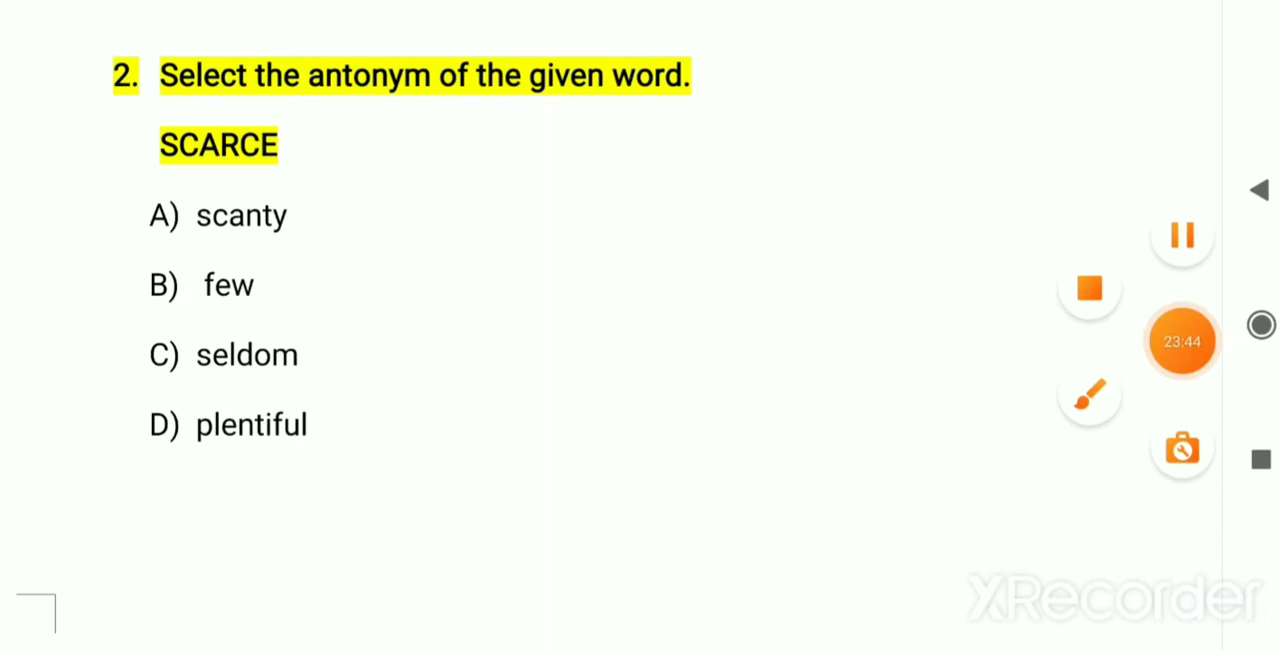 2. Select the antonym of the given word.
SCARCE
A) scanty
B) few
C) seldom
D) plentiful
23:44
XRecorder